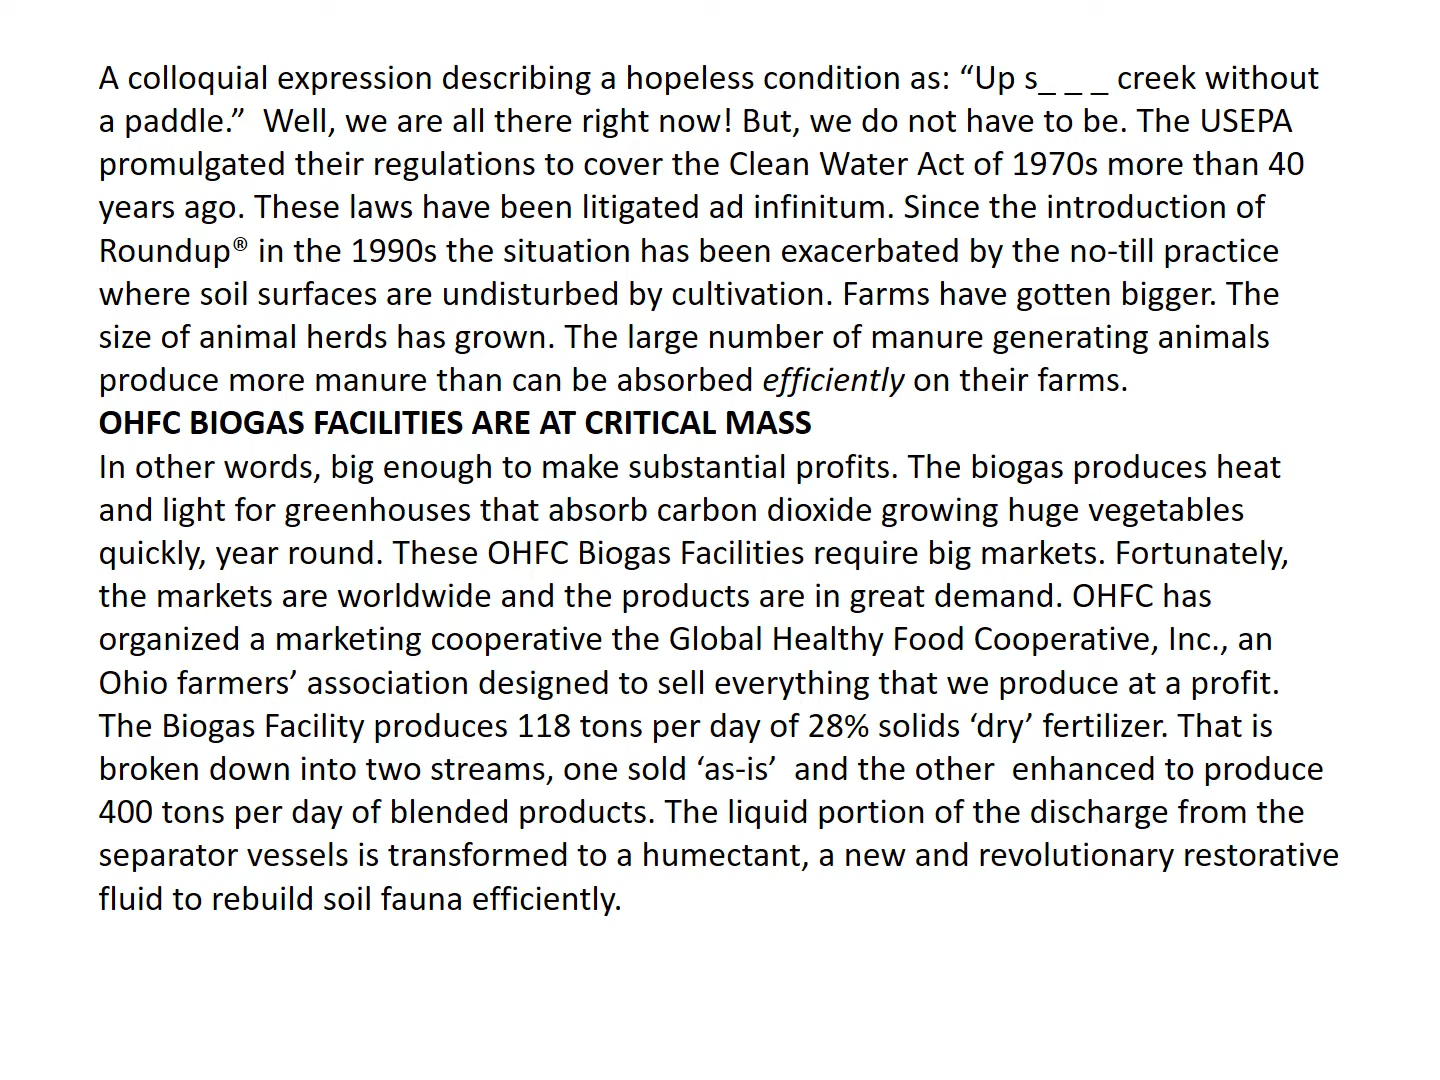 A colloquial expression describing a hopeless condition as: “Up s_ _ _ creek without
a paddle.”  Well, we are all there right now! But, we do not have to be. The USEPA
promulgated their regulations to cover the Clean Water Act of 1970s more than 40
years ago. These laws have been litigated ad infinitum. Since the introduction of
Roundup® in the 1990s the situation has been exacerbated by the no-till practice
where soil surfaces are undisturbed by cultivation. Farms have gotten bigger. The
size of animal herds has grown. The large number of manure generating animals
produce more manure than can be absorbed efficiently on their farms.
OHFC BIOGAS FACILITIES ARE AT CRITICAL MASS
In other words, big enough to make substantial profits. The biogas produces heat
and light for greenhouses that absorb carbon dioxide growing huge vegetables
quickly, year round. These OHFC Biogas Facilities require big markets. Fortunately,
the markets are worldwide and the products are in great demand. OHFC has
organized a marketing cooperative the Global Healthy Food Cooperative, Inc., an
Ohio farmers’ association designed to sell everything that we produce at a profit.
The Biogas Facility produces 118 tons per day of 28% solids ‘dry’ fertilizer. That is
broken down into two streams, one sold ‘as-is’  and the other  enhanced to produce
400 tons per day of blended products. The liquid portion of the discharge from the
separator vessels is transformed to a humectant, a new and revolutionary restorative
fluid to rebuild soil fauna efficiently.